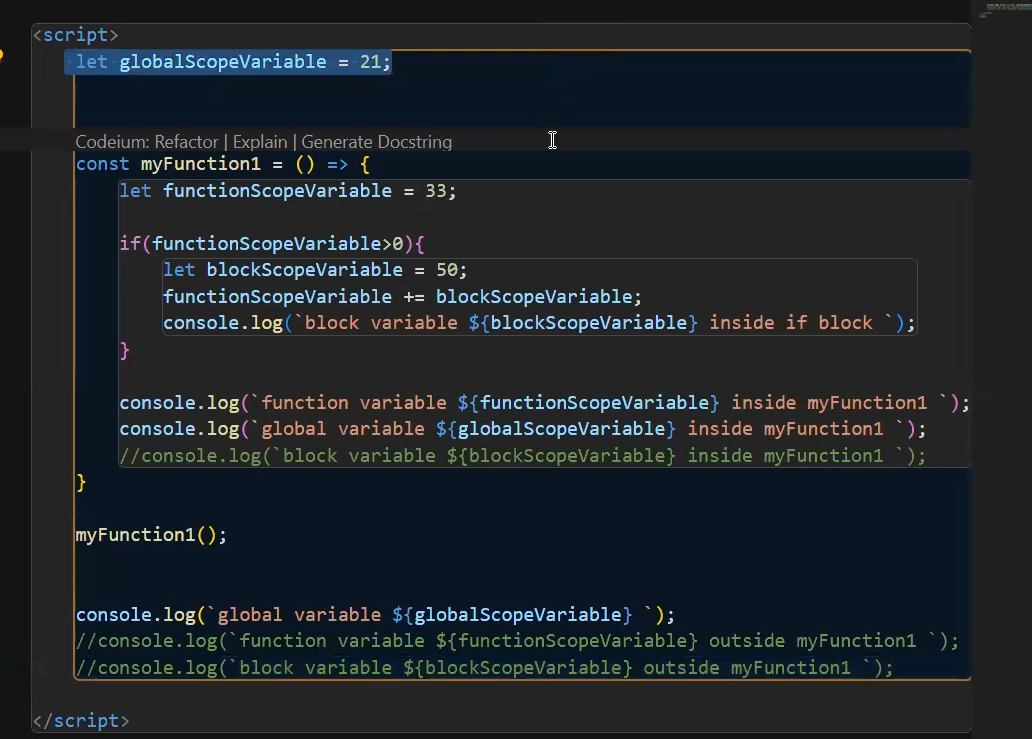 <script>
let globalScopeVariable = 21;
Codeium: Refactor | Explain | Generate Docstring
const myFunction1 = () => {
let functionScopeVariable = 33;
if(functionScopeVariable>0){
let blockScopeVariable = 50;
functionScopeVariable += blockScopeVariable;
console.log(`block variable ${blockScopeVariable} inside if block `);
}
console.log(`function variable ${functionScopeVariable} inside myFunction1 `);
console.log(`global variable ${globalScopeVariable} inside myFunction1 `);
//console.log(`block variable ${blockScopeVariable} inside myFunction1 `);
}
myFunction1();
console.log(`global variable ${globalScopeVariable} `);
//console.log(`function variable ${functionScopeVariable} outside myFunction1 `);
//console.log(`block variable ${blockScopeVariable} outside myFunction1 `);
</script>